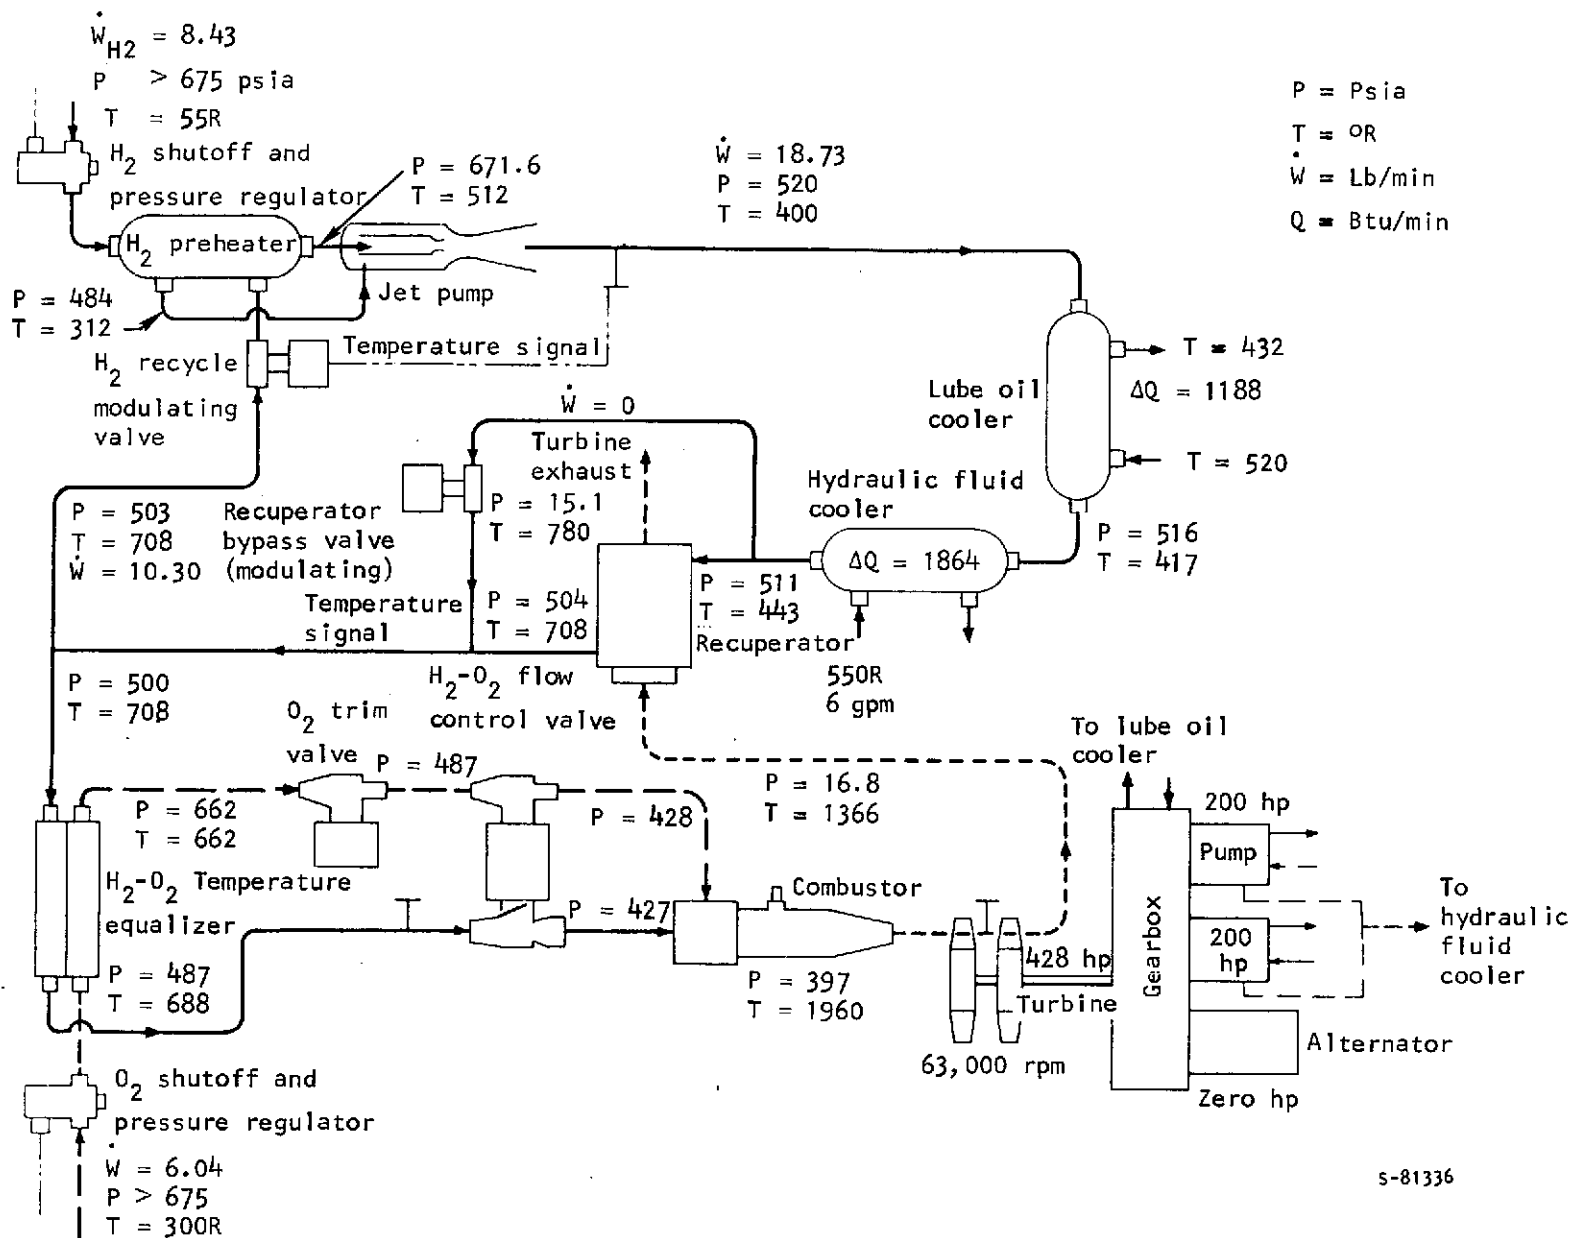 Ẇ_H2 = 8.43
P > 675 psia
T = 55R
H₂ shutoff and
pressure regulator
P = 671.6
T = 512
Ẇ = 18.73
P = 520
T = 400
P = Psia
T = °R
Ẇ = Lb/min
Q = Btu/min
H₂ preheater
Jet pump
P = 484
T = 312
H₂ recycle
modulating
valve
Temperature signal
Lube oil
cooler
T = 432
ΔQ = 1188
T = 520
Ẇ = 0
Turbine
exhaust
Hydraulic fluid
cooler
P = 503
T = 708
Ẇ = 10.30
Recuperator
bypass valve
(modulating)
P = 15.1
T = 780
ΔQ = 1864
P = 516
T = 417
Temperature
signal
P = 504
T = 708
P = 511
T = 443
Recuperator
550R
6 gpm
P = 500
T = 708
H₂-O₂ flow
control valve
O₂ trim
valve
P = 487
P = 662
T = 662
P = 428
P = 16.8
T = 1366
To lube oil
cooler
200 hp
Pump
H₂-O₂ Temperature
equalizer
P = 427
Combustor
P = 487
T = 688
P = 397
T = 1960
428 hp
Turbine
63,000 rpm
Gearbox
200
hp
To
hydraulic
fluid
cooler
Alternator
Zero hp
O₂ shutoff and
pressure regulator
Ẇ = 6.04
P > 675
T = 300R
S-81336